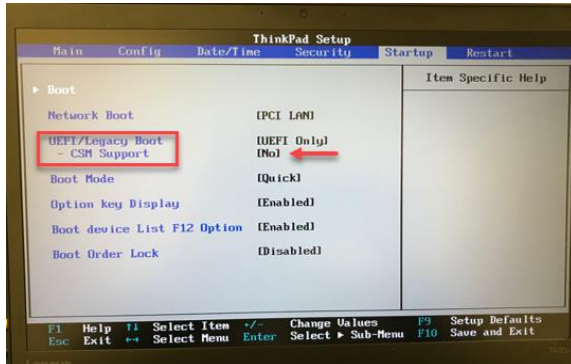 ThinkPad Setup
Main Config Date/Time Security Startup Restart
Item Specific Help
▶ Boot
Network Boot [PCI LAN]
UEFI/Legacy Boot [UEFI Only]
- CSM Support [No]
Boot Mode [Quick]
Option key Display [Enabled]
Boot device List F12 Option [Enabled]
Boot Order Lock [Disabled]
F1 Help ↑↓ Select Item +/- Change Values F9 Setup Defaults
Esc Exit ↔ Select Menu Enter Select ▶ Sub-Menu F10 Save and Exit